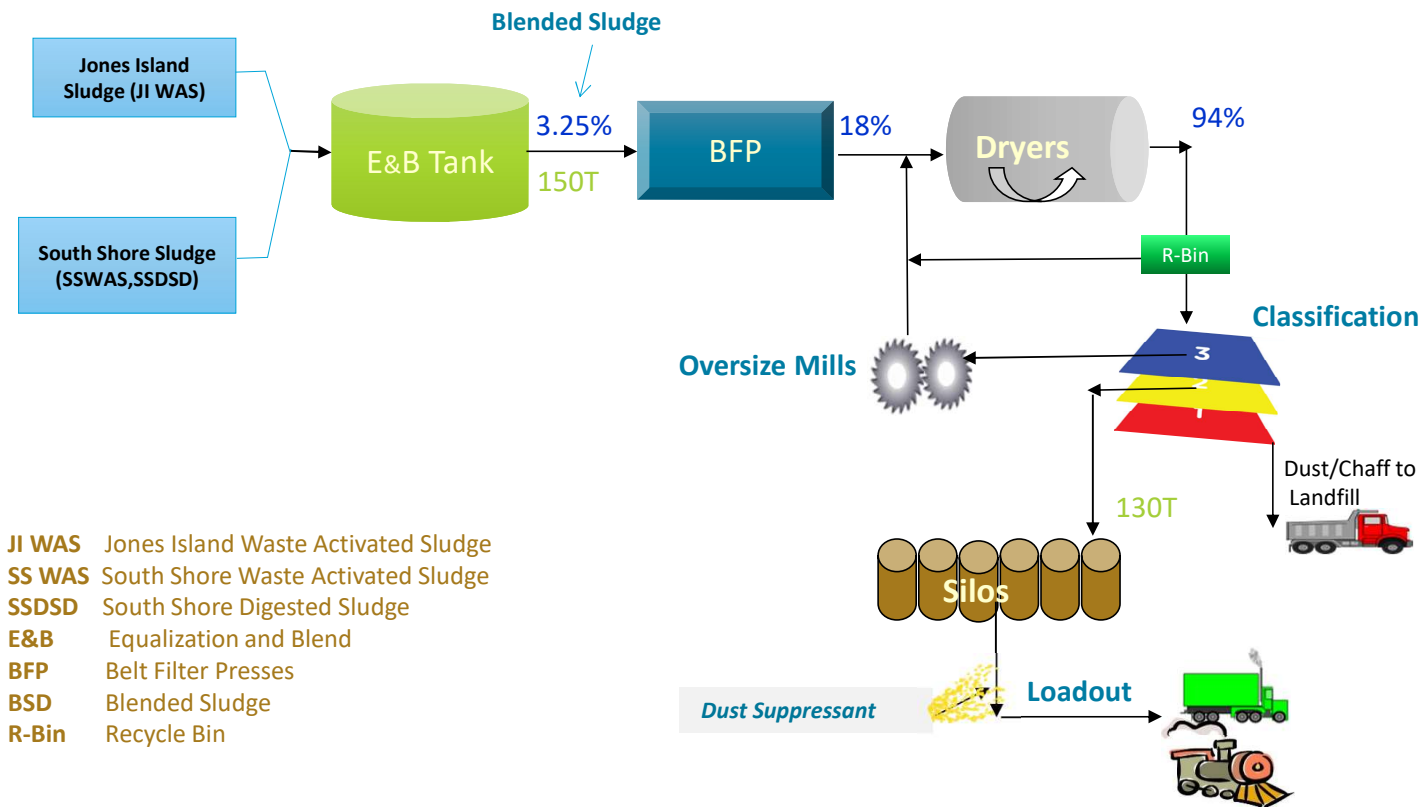 Blended Sludge
Jones Island
Sludge (JI WAS)
South Shore Sludge
(SSWAS,SSDSD)
E&B Tank
3.25%
150T
BFP
18%
Dryers
94%
R-Bin
Classification
3
2
1
Oversize Mills
Dust/Chaff to
Landfill
130T
Silos
Dust Suppressant
Loadout
JI WAS Jones Island Waste Activated Sludge
SS WAS South Shore Waste Activated Sludge
SSDSD South Shore Digested Sludge
E&B Equalization and Blend
BFP Belt Filter Presses
BSD Blended Sludge
R-Bin Recycle Bin